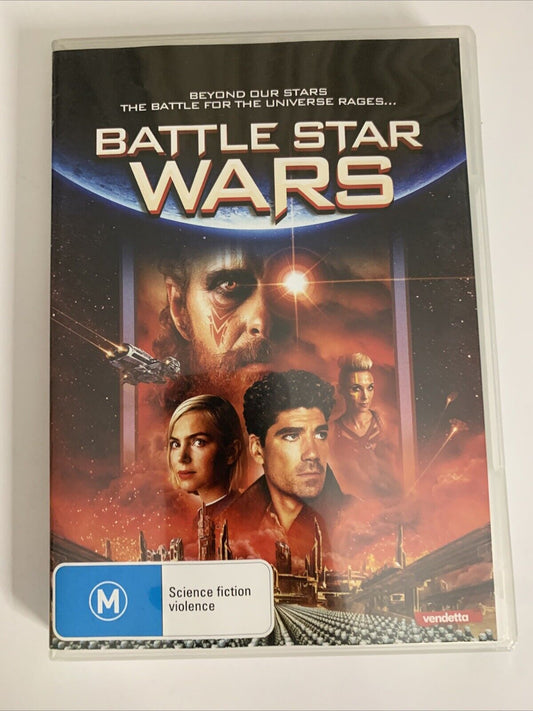 BEYOND OUR STARS
THE BATTLE FOR THE UNIVERSE RAGES...
BATTLE STAR
WARS
M
Science fiction
violence
vendetta